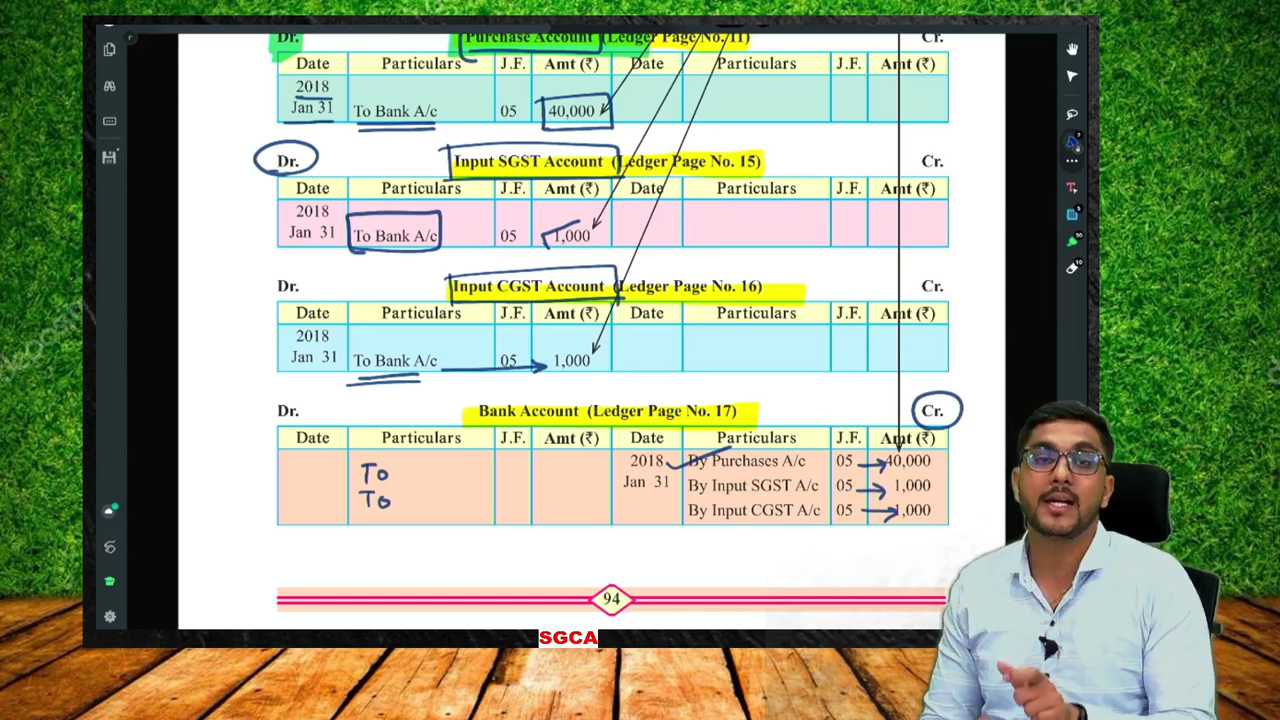 Dr. Purchase Account (Ledger Page No. 11) Cr.
Date Particulars J.F. Amt (₹) Date Particulars J.F. Amt (₹)
2018
Jan 31 To Bank A/c 05 40,000
Dr. Input SGST Account (Ledger Page No. 15) Cr.
Date Particulars J.F. Amt (₹) Date Particulars J.F. Amt (₹)
2018
Jan 31 To Bank A/c 05 1,000
Dr. Input CGST Account (Ledger Page No. 16) Cr.
Date Particulars J.F. Amt (₹) Date Particulars J.F. Amt (₹)
2018
Jan 31 To Bank A/c 05 1,000
Dr. Bank Account (Ledger Page No. 17) Cr.
Date Particulars J.F. Amt (₹) Date Particulars J.F. Amt (₹)
2018 By Purchases A/c 05 40,000
To Jan 31 By Input SGST A/c 05 1,000
To By Input CGST A/c 05 1,000
94
SGCA